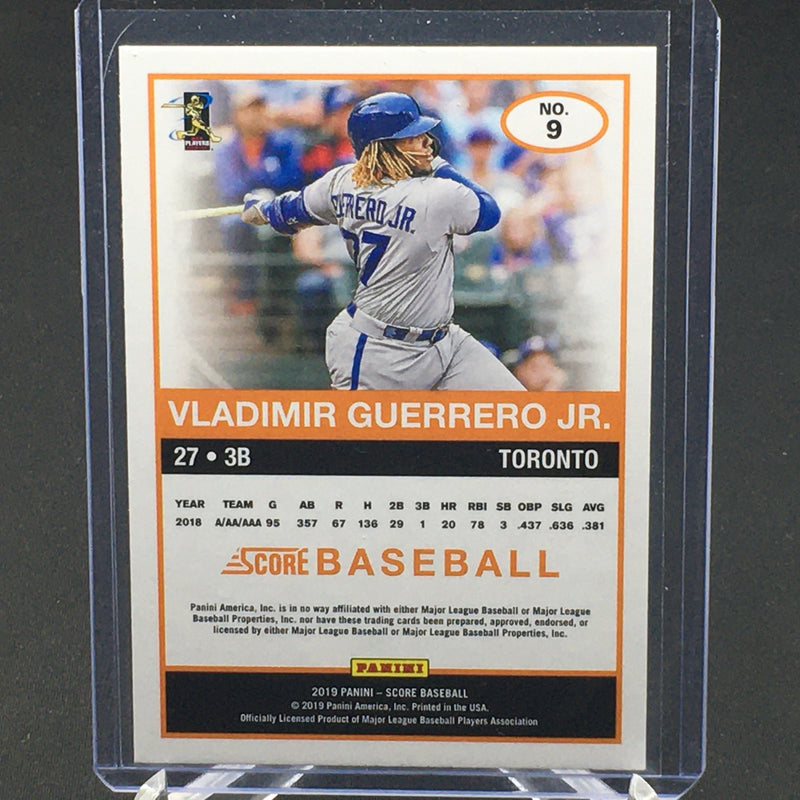 NO.
9
PLAYERS
ERRERO JR.
27
VLADIMIR GUERRERO JR.
27 • 3B TORONTO
YEAR TEAM G AB R H 2B 3B HR RBI SB OBP SLG AVG
2018 A/AA/AAA 95 357 67 136 29 1 20 78 3 .437 .636 .381
SCORE BASEBALL
Panini America, Inc. is in no way affiliated with either Major League Baseball or Major League
Baseball Properties, Inc. nor have these trading cards been prepared, approved, endorsed, or
licensed by either Major League Baseball or Major League Baseball Properties, Inc.
PANINI
2019 PANINI – SCORE BASEBALL
© 2019 Panini America, Inc. Printed in the USA.
Officially Licensed Product of Major League Baseball Players Association